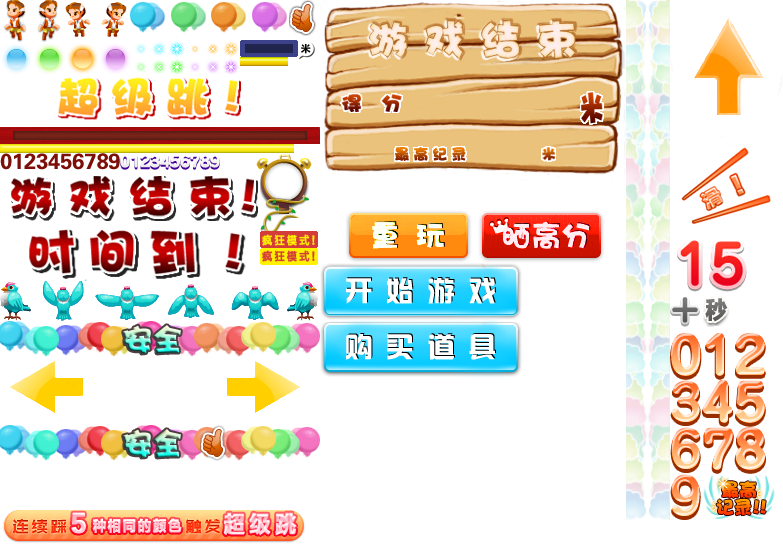 米
超级跳!
0123456789
0123456789
游戏结束!
时间到!
疯狂模式!
疯狂模式!
安全
安全
连续踩5种相同的颜色触发超级跳
游戏结束
得分 米
最高纪录 米
重玩
晒高分
开始游戏
购买道具
滑!
15
+秒
012
345
678
9
最高
记录!!